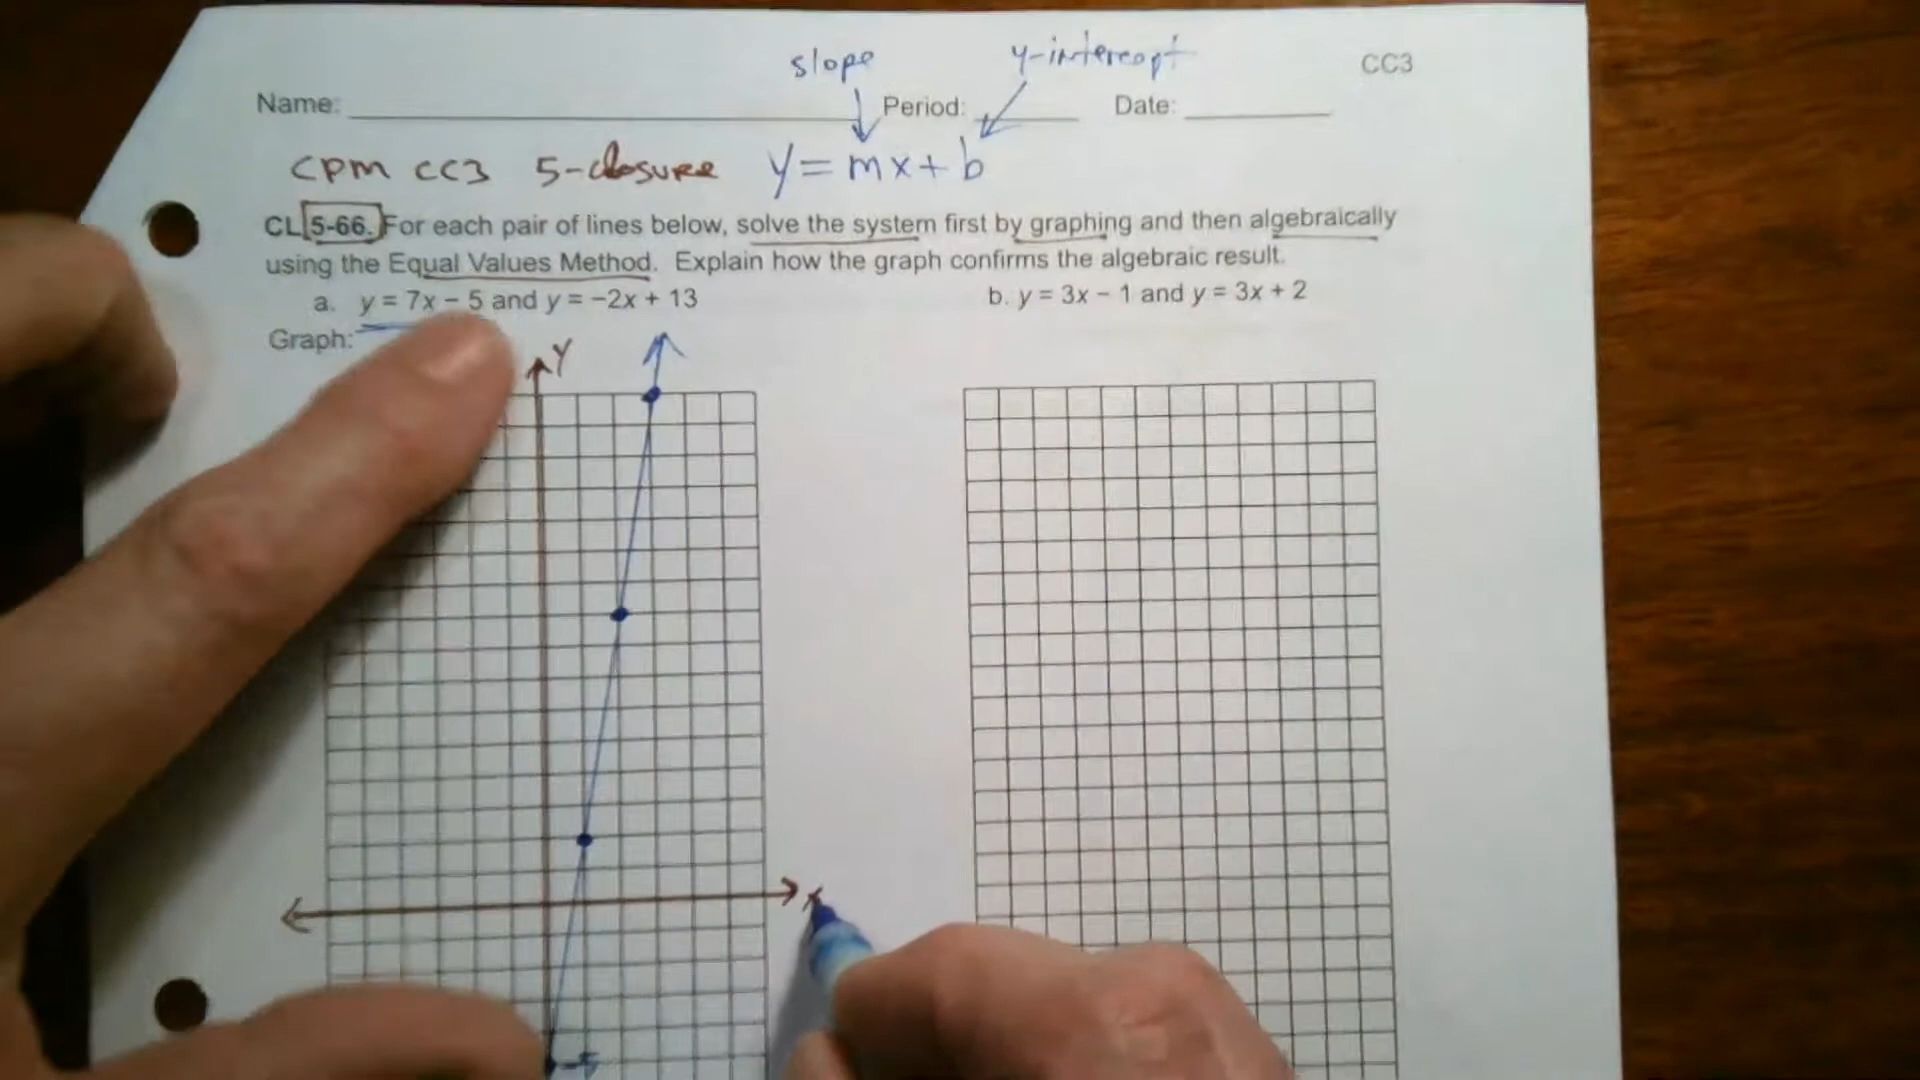 slope y-intercept CC3
Name: Period: Date:
CPM CC3 5-closure y=mx+b
CL 5-66. For each pair of lines below, solve the system first by graphing and then algebraically
using the Equal Values Method. Explain how the graph confirms the algebraic result.
a. y = 7x – 5 and y = –2x + 13 b. y = 3x – 1 and y = 3x + 2
Graph:
Y
x
-5